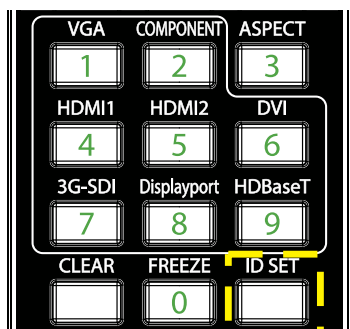 VGA COMPONENT ASPECT
1 2 3
HDMI1 HDMI2 DVI
4 5 6
3G-SDI Displayport HDBaseT
7 8 9
CLEAR FREEZE ID SET
0